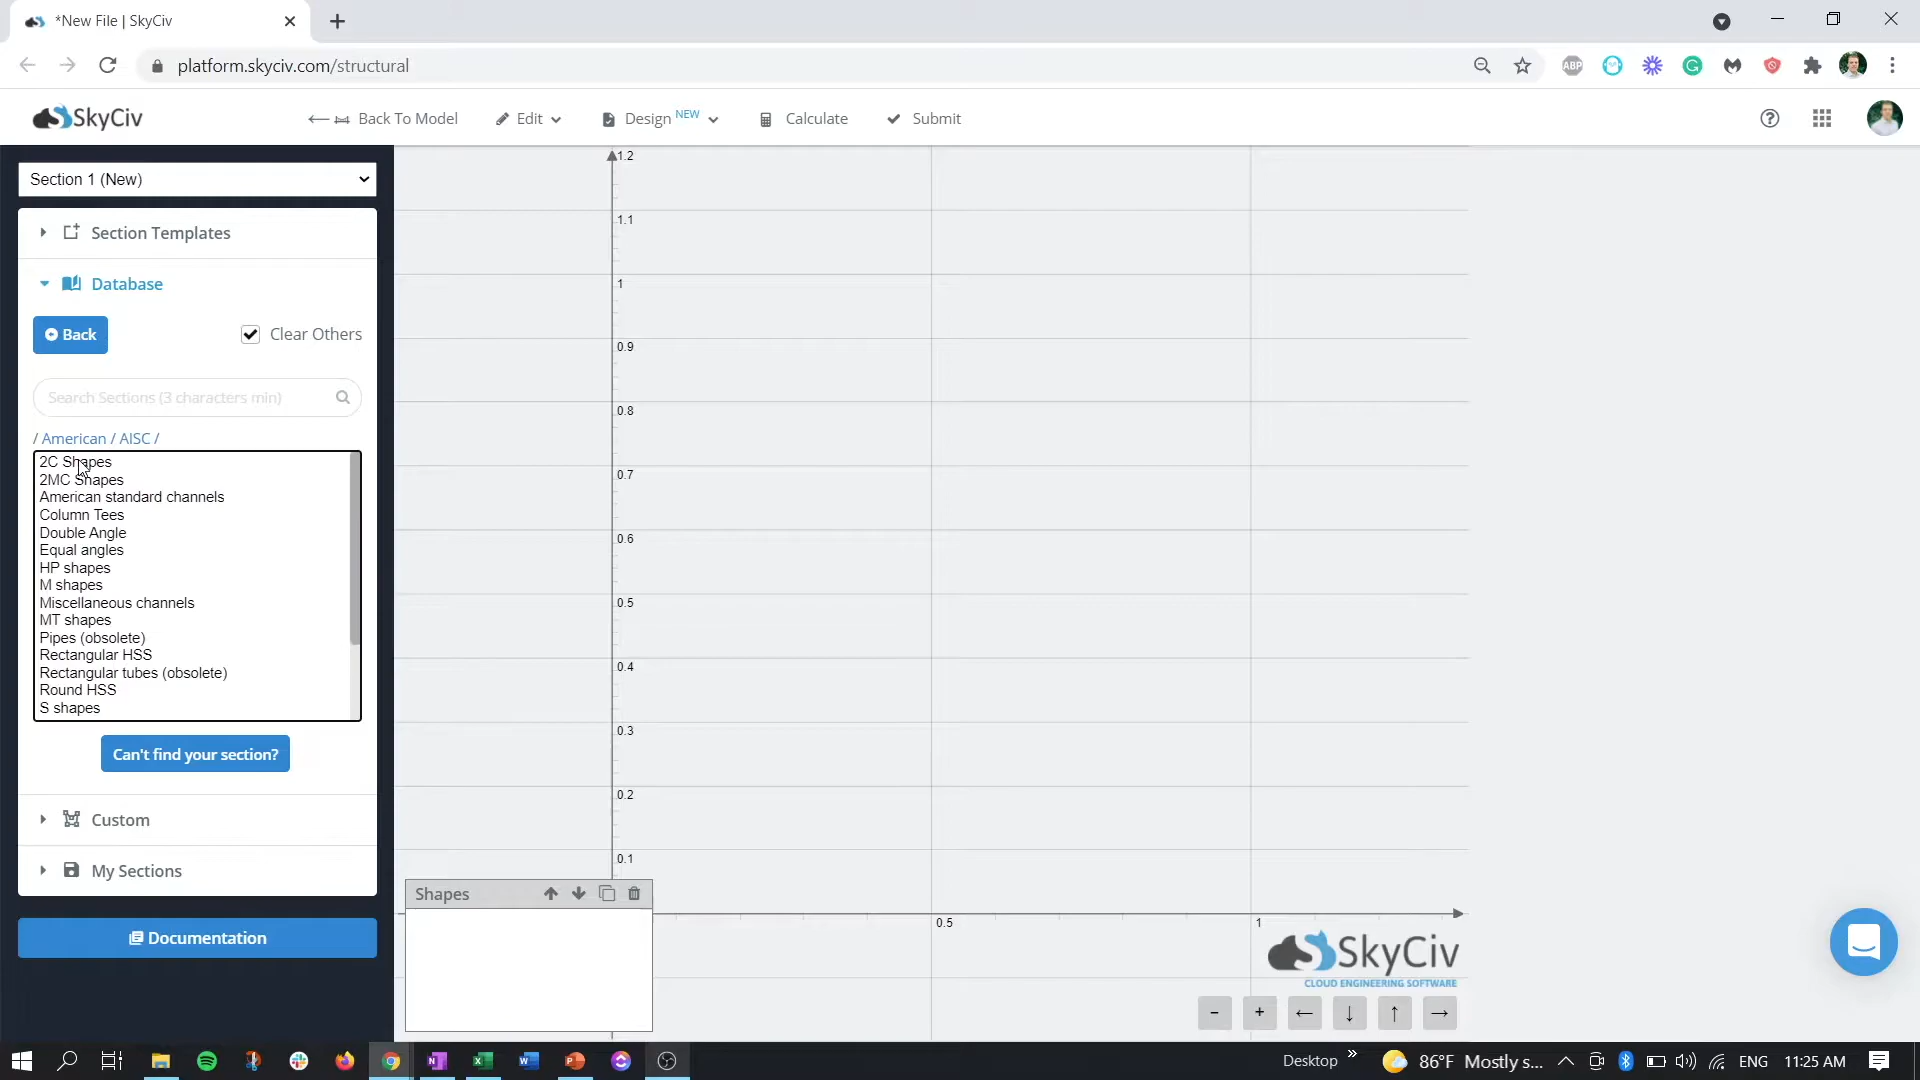 *New File | SkyCiv
platform.skyciv.com/structural
ABP
SkyCiv
Back To Model
Edit
Design NEW
Calculate
Submit
Section 1 (New)
Section Templates
Database
Back
Clear Others
Search Sections (3 characters min)
/ American / AISC /
2C Shapes
2MC Shapes
American standard channels
Column Tees
Double Angle
Equal angles
HP shapes
M shapes
Miscellaneous channels
MT shapes
Pipes (obsolete)
Rectangular HSS
Rectangular tubes (obsolete)
Round HSS
S shapes
Can't find your section?
Custom
My Sections
Documentation
1.2
1.1
1
0.9
0.8
0.7
0.6
0.5
0.4
0.3
0.2
0.1
0.5
1
Shapes
SkyCiv
CLOUD ENGINEERING SOFTWARE
- + ← ↓ ↑ →
Desktop
86°F Mostly s...
ENG
11:25 AM